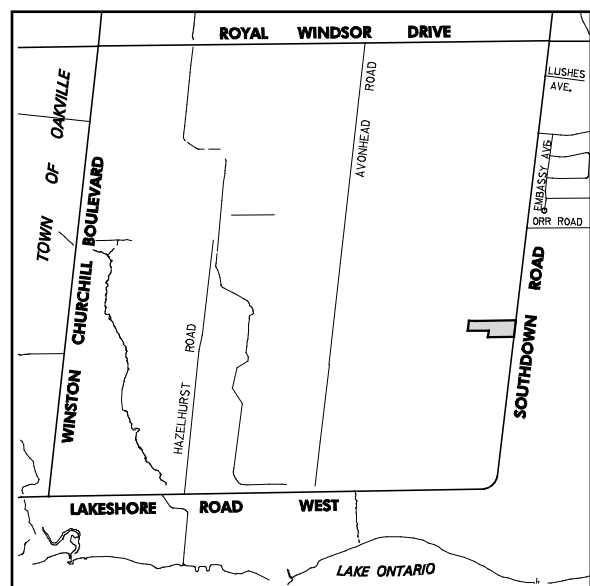 ROYAL WINDSOR DRIVE
LUSHES
AVE.
TOWN OF OAKVILLE
AVONHEAD ROAD
EMBASSY AVE
ORR ROAD
WINSTON CHURCHILL BOULEVARD
HAZELHURST ROAD
SOUTHDOWN ROAD
LAKESHORE ROAD WEST
LAKE ONTARIO